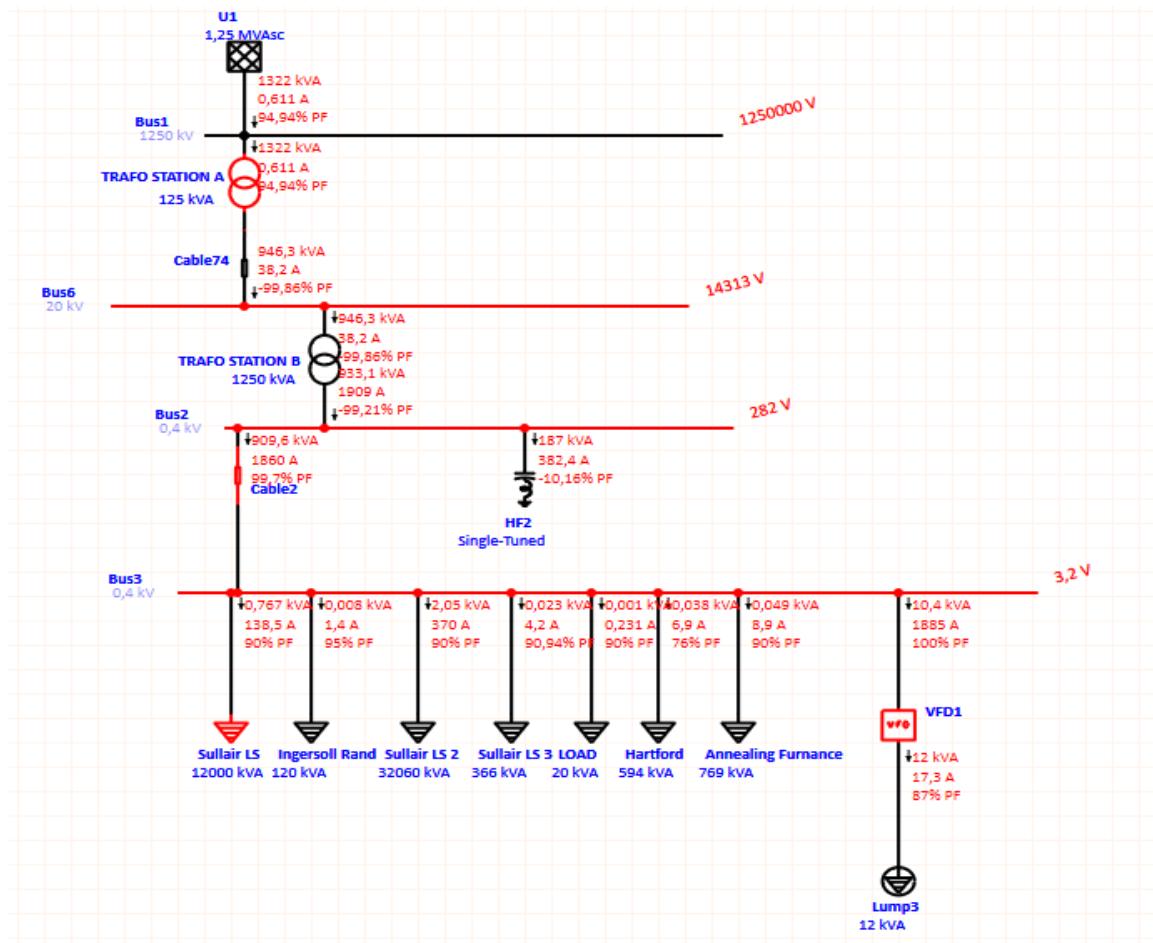 U1
1,25 MVAsc
1322 kVA
0,611 A
94,94% PF
Bus1
1250 kV
1250000 V
1322 kVA
0,611 A
94,94% PF
TRAFO STATION A
125 kVA
Cable74
946,3 kVA
38,2 A
-99,86% PF
Bus6
20 kV
14313 V
946,3 kVA
38,2 A
-99,86% PF
TRAFO STATION B
1250 kVA
933,1 kVA
1909 A
-99,21% PF
Bus2
0,4 kV
282 V
909,6 kVA
1860 A
99,7% PF
Cable2
187 kVA
382,4 A
-10,16% PF
HF2
Single-Tuned
Bus3
0,4 kV
3,2 V
0,767 kVA
138,5 A
90% PF
0,008 kVA
1,4 A
95% PF
2,05 kVA
370 A
90% PF
0,023 kVA
4,2 A
90,94% PF
0,001 kVA
0,231 A
90% PF
0,038 kVA
6,9 A
76% PF
0,049 kVA
8,9 A
90% PF
10,4 kVA
1885 A
100% PF
Sullair LS
12000 kVA
Ingersoll Rand
120 kVA
Sullair LS 2
32060 kVA
Sullair LS 3
366 kVA
LOAD
20 kVA
Hartford
594 kVA
Annealing Furnance
769 kVA
VFD
VFD1
12 kVA
17,3 A
87% PF
Lump3
12 kVA